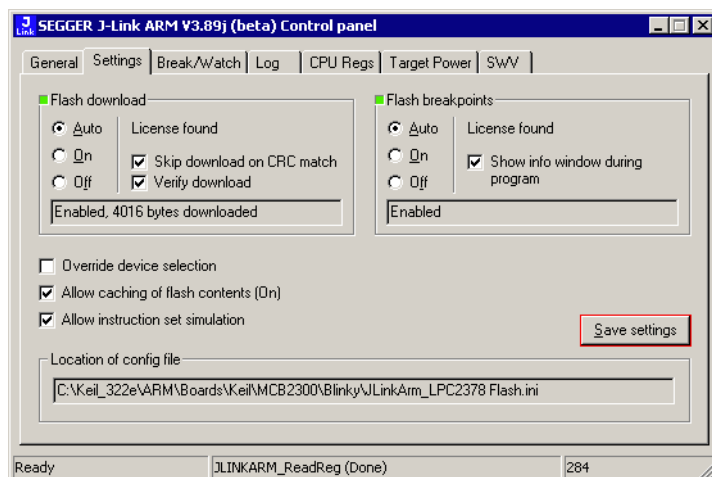 J Link SEGGER J-Link ARM V3.89j (beta) Control panel
General Settings Break/Watch Log CPU Regs Target Power SWV
Flash download
Auto License found
On Skip download on CRC match
Off Verify download
Enabled, 4016 bytes downloaded
Flash breakpoints
Auto License found
On Show info window during
Off program
Enabled
Override device selection
Allow caching of flash contents (On)
Allow instruction set simulation
Save settings
Location of config file
C:\Keil_322e\ARM\Boards\Keil\MCB2300\Blinky\JLinkArm_LPC2378 Flash.ini
Ready JLINKARM_ReadReg (Done) 284